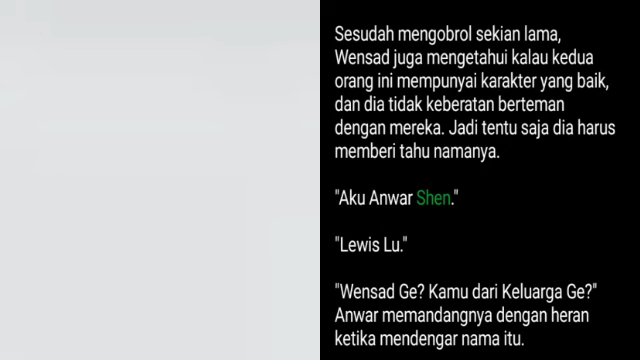 Sesudah mengobrol sekian lama,
Wensad juga mengetahui kalau kedua
orang ini mempunyai karakter yang baik,
dan dia tidak keberatan berteman
dengan mereka. Jadi tentu saja dia harus
memberi tahu namanya.
"Aku Anwar Shen."
"Lewis Lu."
"Wensad Ge? Kamu dari Keluarga Ge?"
Anwar memandangnya dengan heran
ketika mendengar nama itu.